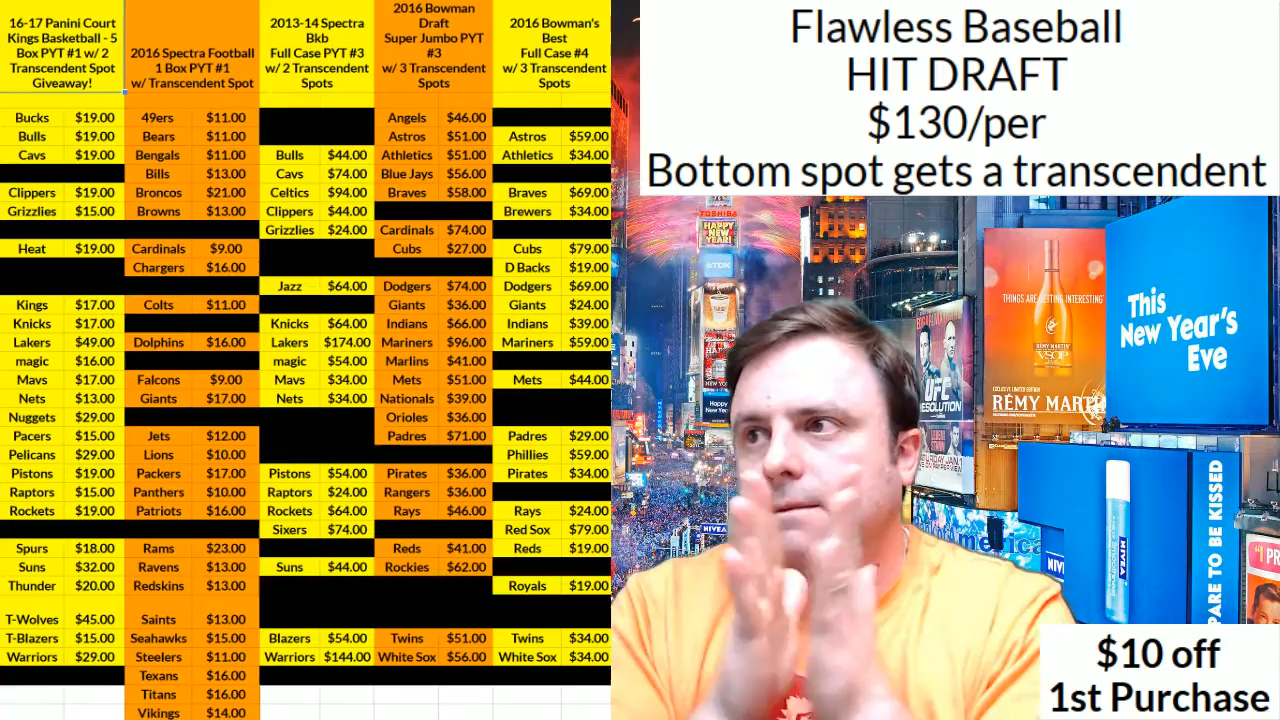 16-17 Panini Court
Kings Basketball - 5
Box PYT #1 w/ 2
Transcendent Spot
Giveaway!
Bucks $19.00
Bulls $19.00
Cavs $19.00
Clippers $19.00
Grizzlies $15.00
Heat $19.00
Kings $17.00
Knicks $17.00
Lakers $49.00
magic $16.00
Mavs $17.00
Nets $13.00
Nuggets $29.00
Pacers $15.00
Pelicans $29.00
Pistons $19.00
Raptors $15.00
Rockets $19.00
Spurs $18.00
Suns $32.00
Thunder $20.00
T-Wolves $45.00
T-Blazers $15.00
Warriors $29.00
2016 Spectra Football
1 Box PYT #1
w/ Transcendent Spot
49ers $11.00
Bears $11.00
Bengals $11.00
Bills $13.00
Broncos $21.00
Browns $13.00
Cardinals $9.00
Chargers $16.00
Colts $11.00
Dolphins $16.00
Falcons $9.00
Giants $17.00
Jets $12.00
Lions $10.00
Packers $17.00
Panthers $10.00
Patriots $16.00
Rams $23.00
Ravens $13.00
Redskins $13.00
Saints $13.00
Seahawks $15.00
Steelers $11.00
Texans $16.00
Titans $16.00
Vikings $14.00
2013-14 Spectra
Bkb
Full Case PYT #3
w/ 2 Transcendent
Spots
Bulls $44.00
Cavs $74.00
Celtics $94.00
Clippers $44.00
Grizzlies $24.00
Jazz $64.00
Knicks $64.00
Lakers $174.00
magic $54.00
Mavs $34.00
Nets $34.00
Pistons $54.00
Raptors $24.00
Rockets $64.00
Sixers $74.00
Suns $44.00
Blazers $54.00
Warriors $144.00
2016 Bowman
Draft
Super Jumbo PYT
#3
w/ 3 Transcendent
Spots
Angels $46.00
Astros $51.00
Athletics $51.00
Blue Jays $56.00
Braves $58.00
Cardinals $74.00
Cubs $27.00
Dodgers $74.00
Giants $36.00
Indians $66.00
Mariners $96.00
Marlins $41.00
Mets $51.00
Nationals $39.00
Orioles $36.00
Padres $71.00
Pirates $36.00
Rangers $36.00
Rays $46.00
Reds $41.00
Rockies $62.00
Twins $51.00
White Sox $56.00
2016 Bowman's
Best
Full Case #4
w/ 3 Transcendent
Spots
Astros $59.00
Athletics $34.00
Braves $69.00
Brewers $34.00
Cubs $79.00
D Backs $19.00
Dodgers $69.00
Giants $24.00
Indians $39.00
Mariners $59.00
Mets $44.00
Padres $29.00
Phillies $59.00
Pirates $34.00
Rays $24.00
Red Sox $79.00
Reds $19.00
Royals $19.00
Twins $34.00
White Sox $34.00
Flawless Baseball
HIT DRAFT
$130/per
Bottom spot gets a transcendent
TOSHIBA
HAPPY
NEW
YEAR!
TDK
THINGS ARE GETTING INTERESTING
RÉMY MARTIN
VSOP
RÉMY MARTI
This
New Year's
Eve
UFC
RESOLUTION
SATURDAY JAN.1
Happy
NIVEA
America
NIVEA
PARE TO BE KISSED
NIVEA
"I P
$10 off
1st Purchase